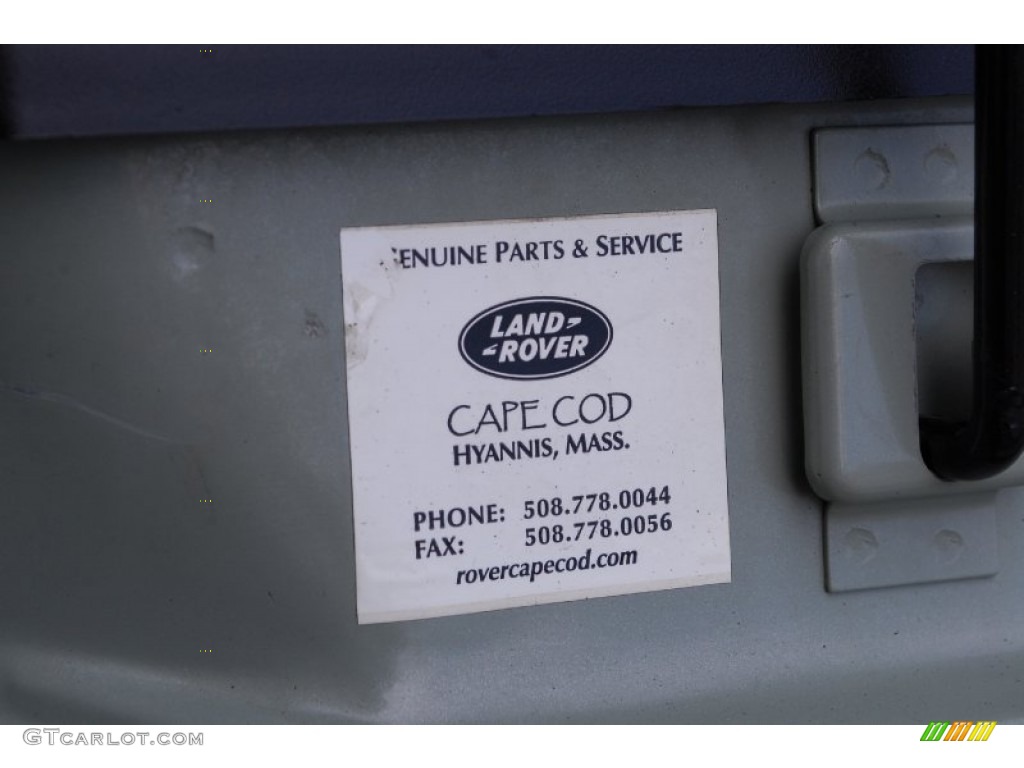 GENUINE PARTS & SERVICE
LAND-
-ROVER
CAPE COD
HYANNIS, MASS.
PHONE: 508.778.0044
FAX: 508.778.0056
rovercapecod.com
GTCARLOT.COM